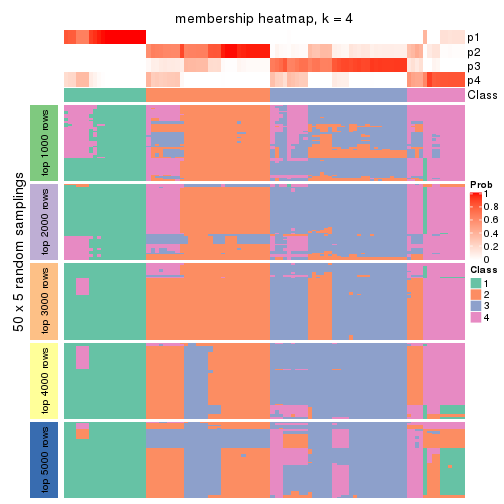 membership heatmap, k = 4
p1
p2
p3
p4
Class
50 x 5 random samplings
top 1000 rows
top 2000 rows
top 3000 rows
top 4000 rows
top 5000 rows
Prob
1
0.8
0.6
0.4
0.2
0
Class
1
2
3
4